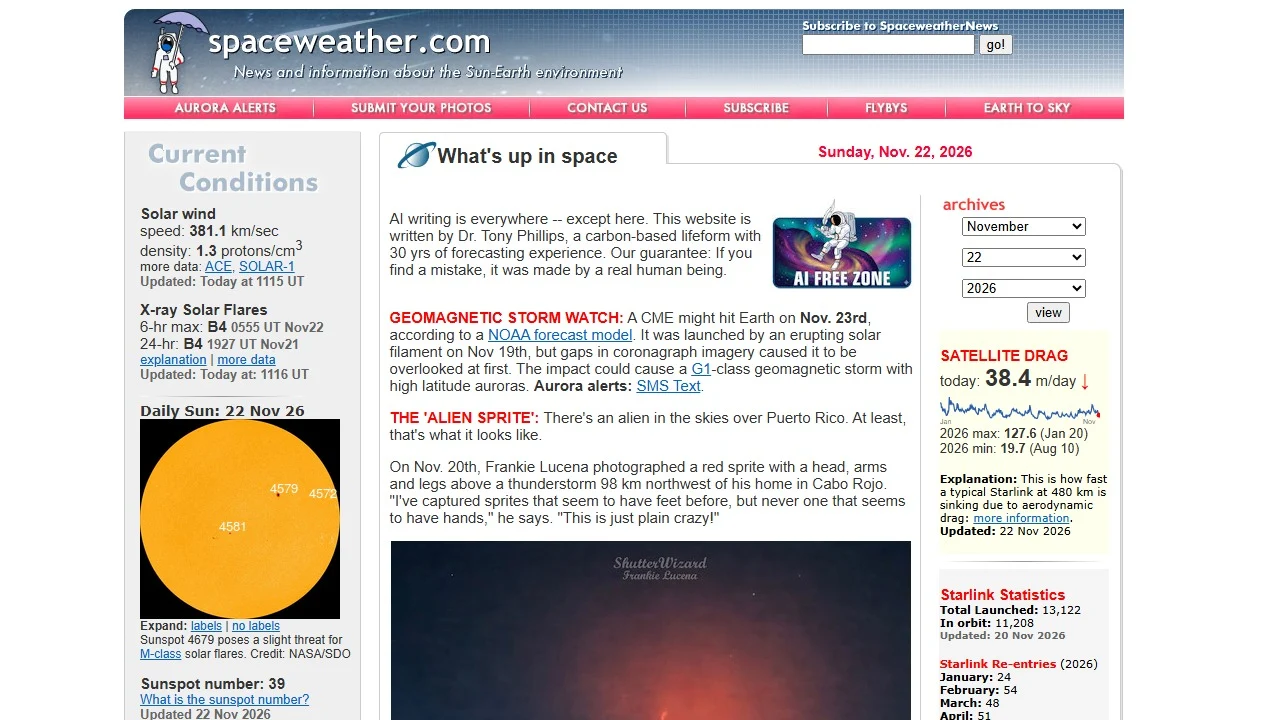 spaceweather.com
News and information about the Sun-Earth environment
Subscribe to SpaceweatherNews
go!
AURORA ALERTS
SUBMIT YOUR PHOTOS
CONTACT US
SUBSCRIBE
FLYBYS
EARTH TO SKY
Current
Conditions
Solar wind
speed: 381.1 km/sec
density: 1.3 protons/cm3
more data: ACE, SOLAR-1
Updated: Today at 1115 UT
X-ray Solar Flares
6-hr max: B4 0555 UT Nov22
24-hr: B4 1927 UT Nov21
explanation | more data
Updated: Today at: 1116 UT
Daily Sun: 22 Nov 26
4579
4572
4581
Expand: labels | no labels
Sunspot 4679 poses a slight threat for
M-class solar flares. Credit: NASA/SDO
Sunspot number: 39
What is the sunspot number?
Updated 22 Nov 2026
What's up in space
Sunday, Nov. 22, 2026
AI writing is everywhere -- except here. This website is
written by Dr. Tony Phillips, a carbon-based lifeform with
30 yrs of forecasting experience. Our guarantee: If you
find a mistake, it was made by a real human being.
AI FREE ZONE
GEOMAGNETIC STORM WATCH: A CME might hit Earth on Nov. 23rd,
according to a NOAA forecast model. It was launched by an erupting solar
filament on Nov 19th, but gaps in coronagraph imagery caused it to be
overlooked at first. The impact could cause a G1-class geomagnetic storm with
high latitude auroras. Aurora alerts: SMS Text.
THE 'ALIEN SPRITE': There's an alien in the skies over Puerto Rico. At least,
that's what it looks like.
On Nov. 20th, Frankie Lucena photographed a red sprite with a head, arms
and legs above a thunderstorm 98 km northwest of his home in Cabo Rojo.
"I've captured sprites that seem to have feet before, but never one that seems
to have hands," he says. "This is just plain crazy!"
ShutterWizard
Frankie Lucena
archives
November
22
2026
view
SATELLITE DRAG
today: 38.4 m/day ↓
Jan
Nov
2026 max: 127.6 (Jan 20)
2026 min: 19.7 (Aug 10)
Explanation: This is how fast
a typical Starlink at 480 km is
sinking due to aerodynamic
drag: more information.
Updated: 22 Nov 2026
Starlink Statistics
Total Launched: 13,122
In orbit: 11,208
Updated: 20 Nov 2026
Starlink Re-entries (2026)
January: 24
February: 54
March: 48
April: 51